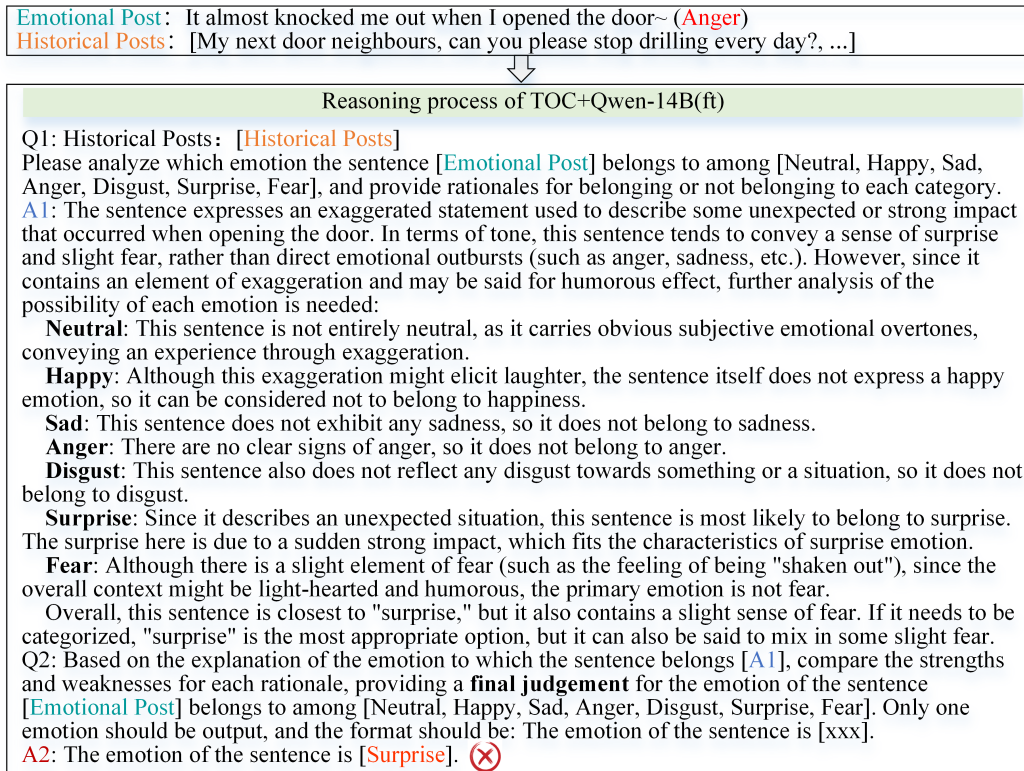 Emotional Post： It almost knocked me out when I opened the door~ (Anger)
Historical Posts： [My next door neighbours, can you please stop drilling every day?, ...]
Reasoning process of TOC+Qwen-14B(ft)
Q1: Historical Posts： [Historical Posts]
Please analyze which emotion the sentence [Emotional Post] belongs to among [Neutral, Happy, Sad,
Anger, Disgust, Surprise, Fear], and provide rationales for belonging or not belonging to each category.
A1: The sentence expresses an exaggerated statement used to describe some unexpected or strong impact
that occurred when opening the door. In terms of tone, this sentence tends to convey a sense of surprise
and slight fear, rather than direct emotional outbursts (such as anger, sadness, etc.). However, since it
contains an element of exaggeration and may be said for humorous effect, further analysis of the
possibility of each emotion is needed:
Neutral: This sentence is not entirely neutral, as it carries obvious subjective emotional overtones,
conveying an experience through exaggeration.
Happy: Although this exaggeration might elicit laughter, the sentence itself does not express a happy
emotion, so it can be considered not to belong to happiness.
Sad: This sentence does not exhibit any sadness, so it does not belong to sadness.
Anger: There are no clear signs of anger, so it does not belong to anger.
Disgust: This sentence also does not reflect any disgust towards something or a situation, so it does not
belong to disgust.
Surprise: Since it describes an unexpected situation, this sentence is most likely to belong to surprise.
The surprise here is due to a sudden strong impact, which fits the characteristics of surprise emotion.
Fear: Although there is a slight element of fear (such as the feeling of being "shaken out"), since the
overall context might be light-hearted and humorous, the primary emotion is not fear.
Overall, this sentence is closest to "surprise," but it also contains a slight sense of fear. If it needs to be
categorized, "surprise" is the most appropriate option, but it can also be said to mix in some slight fear.
Q2: Based on the explanation of the emotion to which the sentence belongs [A1], compare the strengths
and weaknesses for each rationale, providing a final judgement for the emotion of the sentence
[Emotional Post] belongs to among [Neutral, Happy, Sad, Anger, Disgust, Surprise, Fear]. Only one
emotion should be output, and the format should be: The emotion of the sentence is [xxx].
A2: The emotion of the sentence is [Surprise].